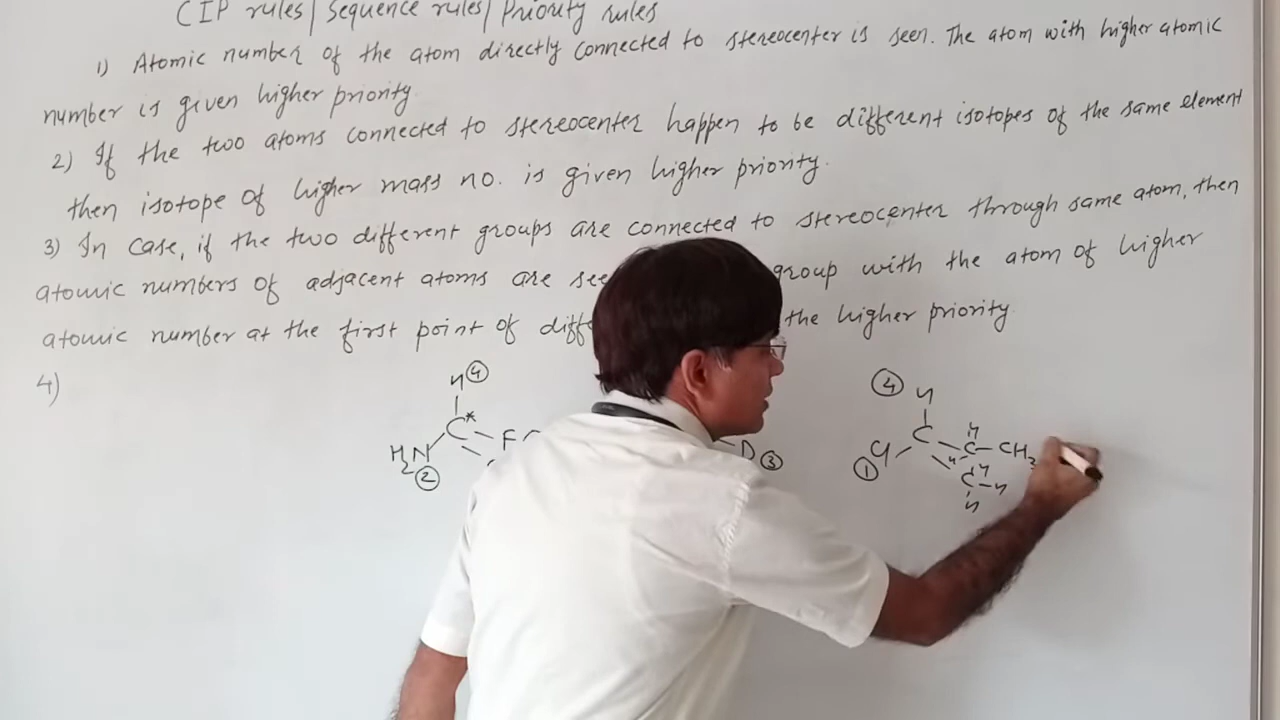 CIP rules/Sequence rules/Priority rules
1) Atomic number of the atom directly connected to stereocenter is seen. The atom with higher atomic
number is given higher priority.
2) If the two atoms connected to stereocenter happen to be different isotopes of the same element
then isotope of higher mass no. is given higher priority.
3) In case, if the two different groups are connected to stereocenter through same atom, then
atomic numbers of adjacent atoms are group with the atom of higher
atomic number at the first point of the higher priority
4)
H ④
C*
H₂N F
②
D ③
④ H
C H
Cl C CH
① H
C H H
H